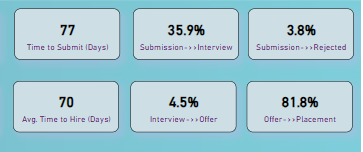 77
Time to Submit (Days)
35.9%
Submission->>Interview
3.8%
Submission->>Rejected
70
Avg. Time to Hire (Days)
4.5%
Interview->>Offer
81.8%
Offer->>Placement